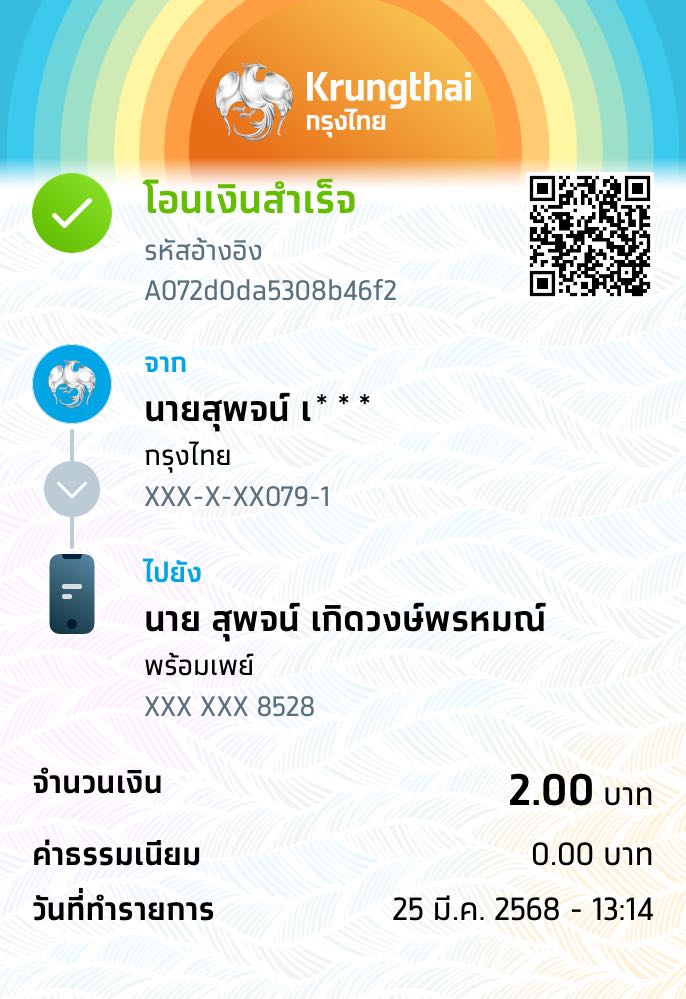 Krungthai
กรุงไทย
โอนเงินสำเร็จ
รหัสอ้างอิง
A072d0da5308b46f2
จาก
นายสุพจน์ เ* * *
กรุงไทย
XXX-X-XX079-1
ไปยัง
นาย สุพจน์ เกิดวงษ์พรหมณ์
พร้อมเพย์
XXX XXX 8528
จำนวนเงิน 2.00 บาท
ค่าธรรมเนียม 0.00 บาท
วันที่ทำรายการ 25 มี.ค. 2568 - 13:14